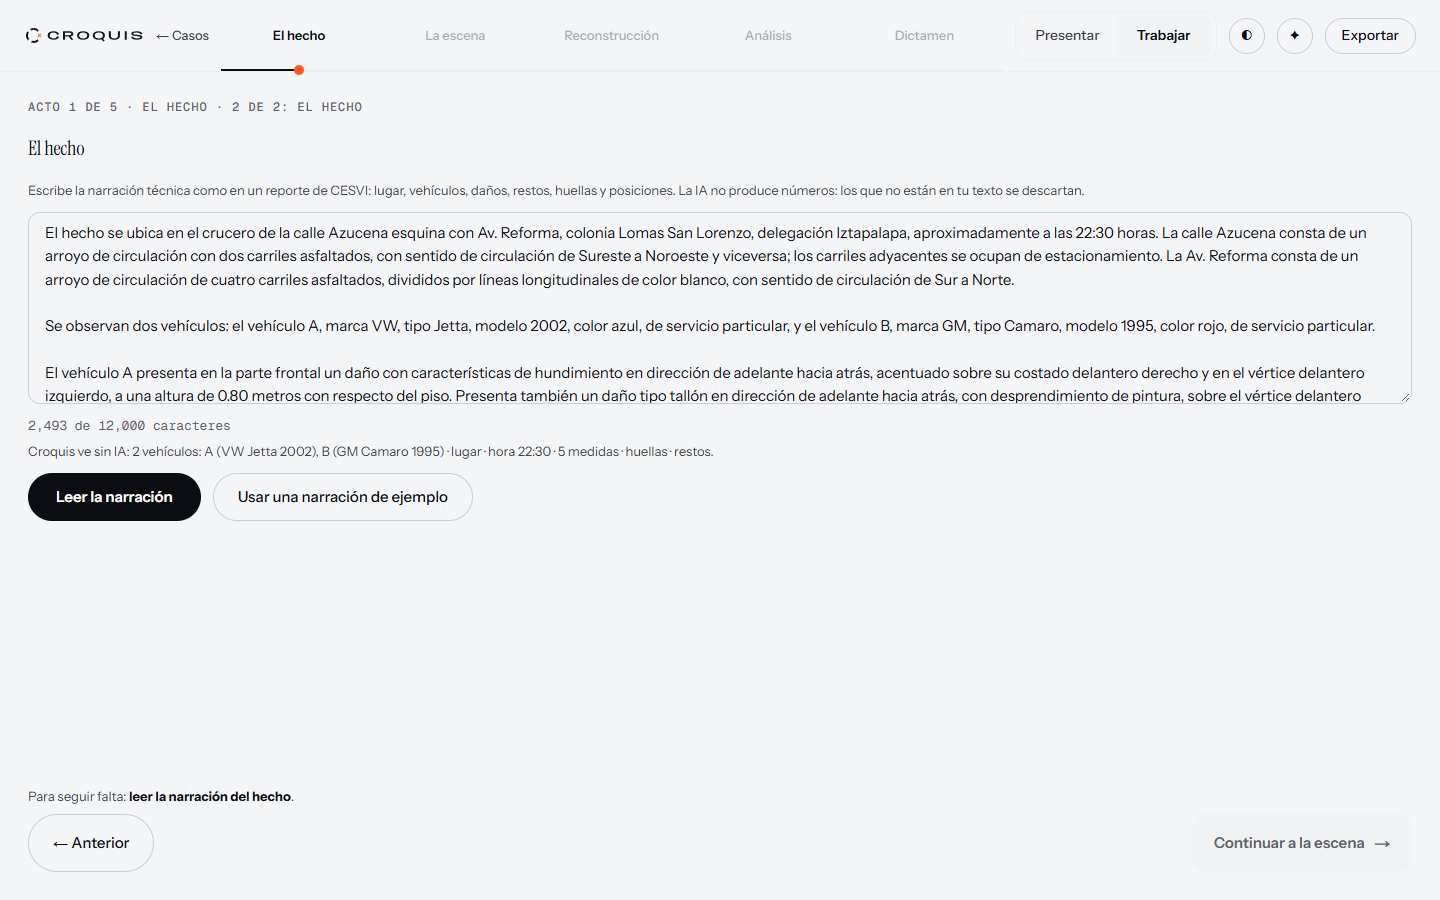 CROQUIS
← Casos
El hecho
La escena
Reconstrucción
Análisis
Dictamen
Presentar
Trabajar
Exportar
ACTO 1 DE 5 · EL HECHO · 2 DE 2: EL HECHO
El hecho
Escribe la narración técnica como en un reporte de CESVI: lugar, vehículos, daños, restos, huellas y posiciones. La IA no produce números: los que no están en tu texto se descartan.
El hecho se ubica en el crucero de la calle Azucena esquina con Av. Reforma, colonia Lomas San Lorenzo, delegación Iztapalapa, aproximadamente a las 22:30 horas. La calle Azucena consta de un
arroyo de circulación con dos carriles asfaltados, con sentido de circulación de Sureste a Noroeste y viceversa; los carriles adyacentes se ocupan de estacionamiento. La Av. Reforma consta de un
arroyo de circulación de cuatro carriles asfaltados, divididos por líneas longitudinales de color blanco, con sentido de circulación de Sur a Norte.
Se observan dos vehículos: el vehículo A, marca VW, tipo Jetta, modelo 2002, color azul, de servicio particular, y el vehículo B, marca GM, tipo Camaro, modelo 1995, color rojo, de servicio particular.
El vehículo A presenta en la parte frontal un daño con características de hundimiento en dirección de adelante hacia atrás, acentuado sobre su costado delantero derecho y en el vértice delantero
izquierdo, a una altura de 0.80 metros con respecto del piso. Presenta también un daño tipo tallón en dirección de adelante hacia atrás, con desprendimiento de pintura, sobre el vértice delantero
2,493 de 12,000 caracteres
Croquis ve sin IA: 2 vehículos: A (VW Jetta 2002), B (GM Camaro 1995) · lugar · hora 22:30 · 5 medidas · huellas · restos.
Leer la narración
Usar una narración de ejemplo
Para seguir falta: leer la narración del hecho.
← Anterior
Continuar a la escena →